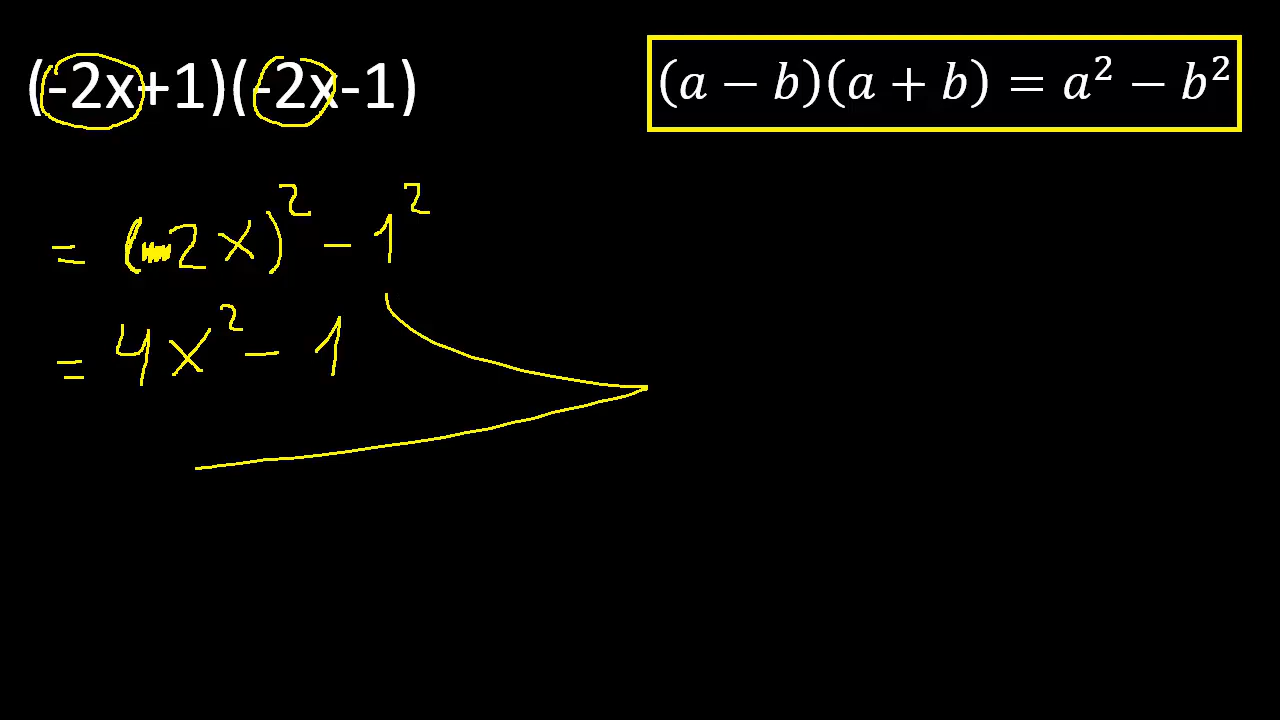 (-2x+1)(-2x-1)
(a − b)(a + b) = a² − b²
= (-2x)² - 1²
= 4x² - 1